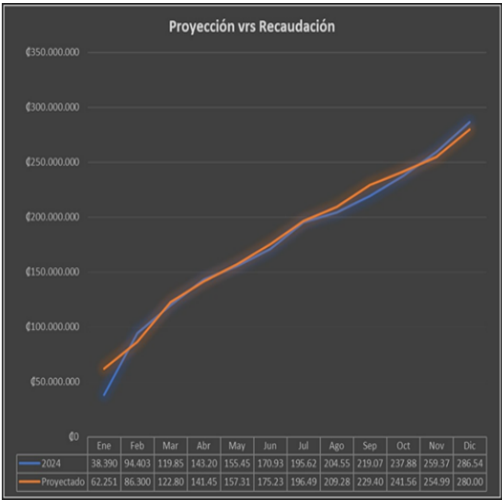 Proyección vrs Recaudación
₡350.000.000
₡300.000.000
₡250.000.000
₡200.000.000
₡150.000.000
₡100.000.000
₡50.000.000
₡0
Ene Feb Mar Abr May Jun Jul Ago Sep Oct Nov Dic
2024 38.390 94.403 119.85 143.20 155.45 170.93 195.62 204.55 219.07 237.88 259.37 286.54
Proyectado 62.251 86.300 122.80 141.45 157.31 175.23 196.49 209.28 229.40 241.56 254.99 280.00